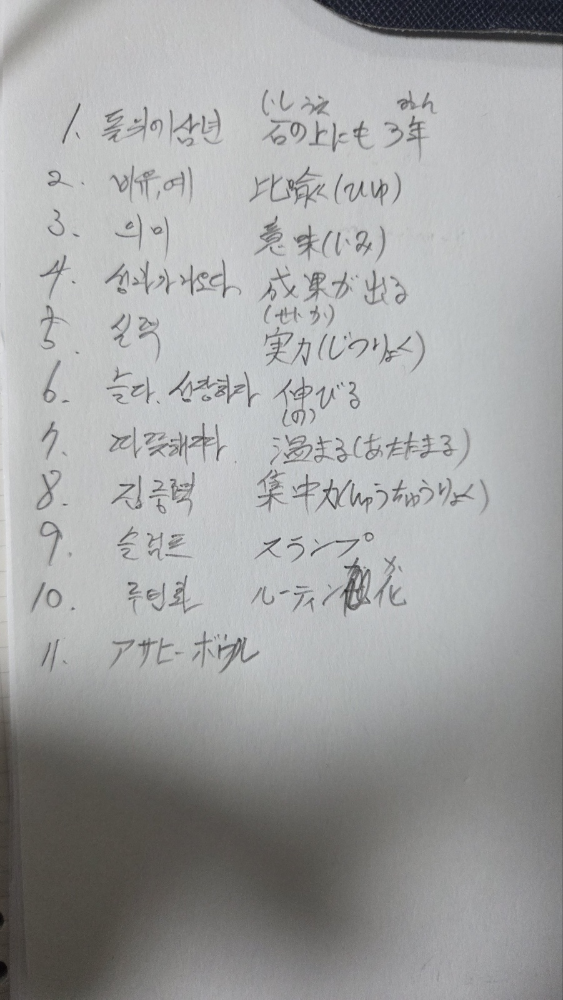 いし うえ ねん
1. 돌위에삼년 石の上にも 3年
2. 비유,예 比喩(ひゆ)
3. 의미 意味(いみ)
4. 성과가 나오다 成果が出る
(せいか)
5. 실력 実力(じつりょく)
6. 늘다. 성장하다 伸びる
(の)
7. 따뜻해지다 温まる(あたたまる)
8. 집중력 集中力(しゅうちゅうりょく)
9. 슬럼프 スランプ
か
10. 루틴화 ルーティン化
11. アサヒーボウル